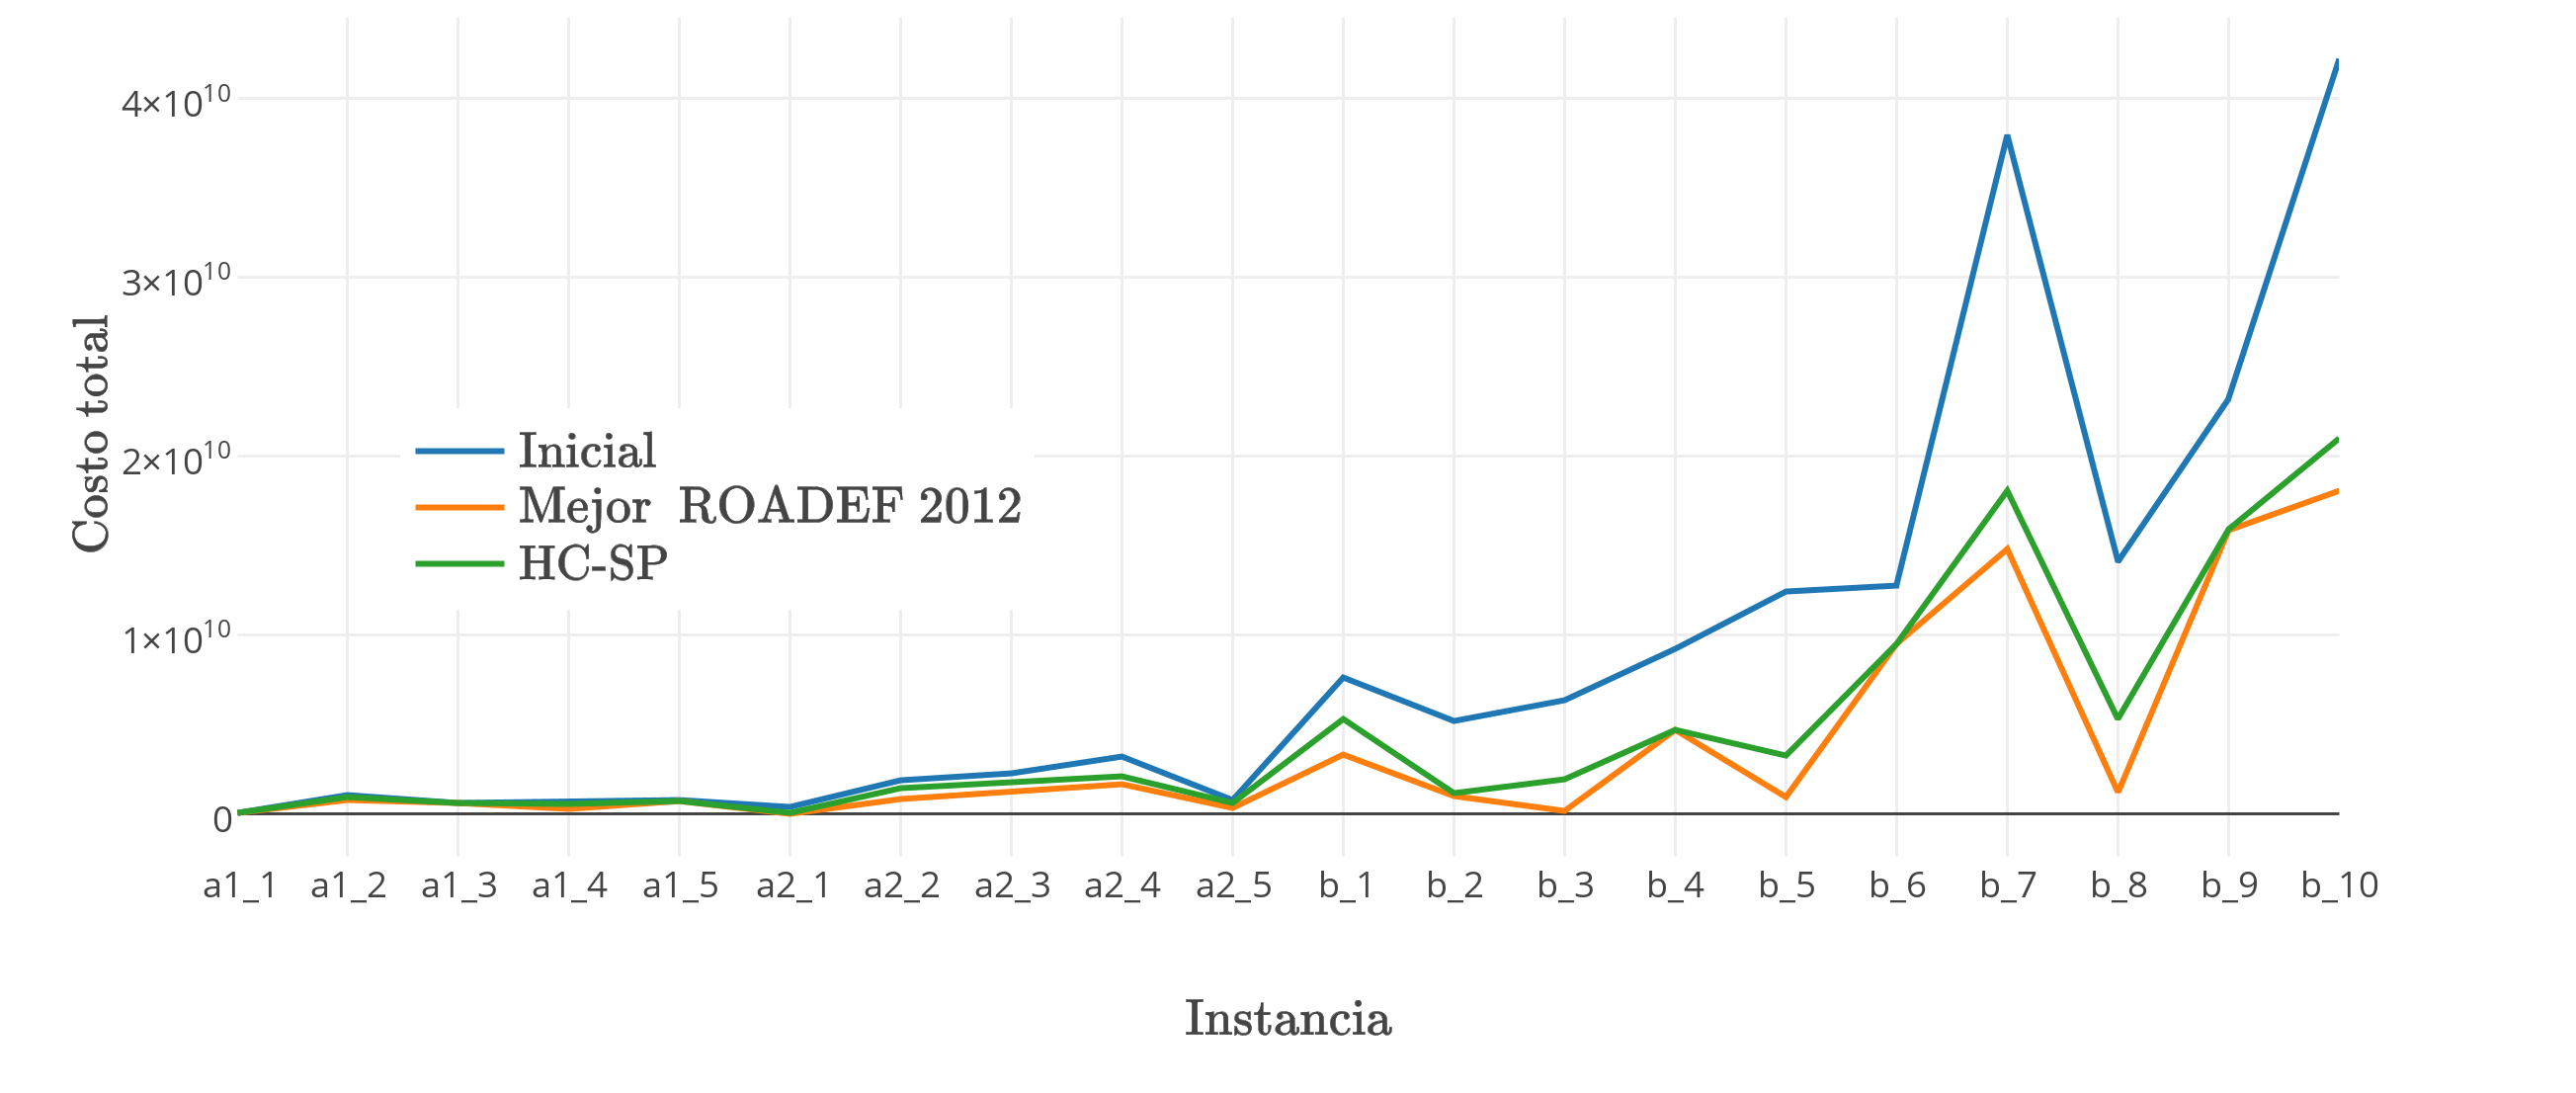 4×10¹⁰
3×10¹⁰
2×10¹⁰
1×10¹⁰
0
Costo total
Inicial
Mejor ROADEF 2012
HC-SP
a1_1 a1_2 a1_3 a1_4 a1_5 a2_1 a2_2 a2_3 a2_4 a2_5 b_1 b_2 b_3 b_4 b_5 b_6 b_7 b_8 b_9 b_10
Instancia